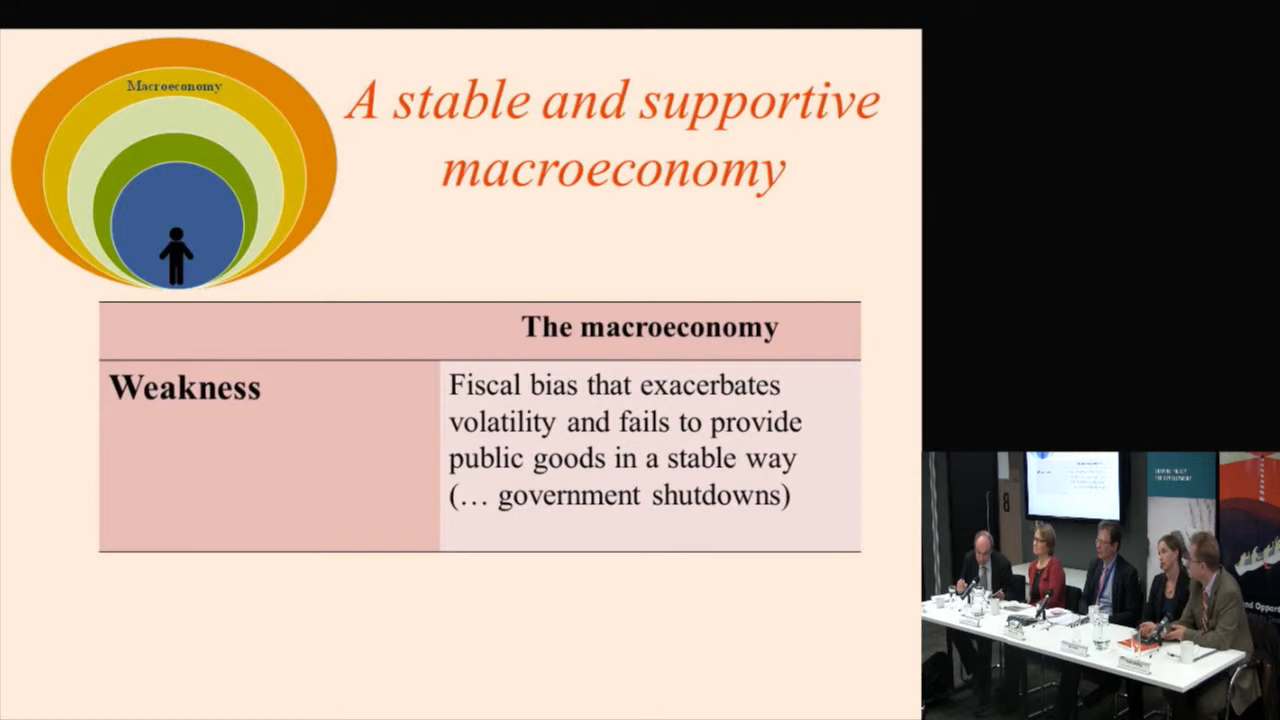 Macroeconomy
A stable and supportive
macroeconomy
The macroeconomy
Weakness
Fiscal bias that exacerbates
volatility and fails to provide
public goods in a stable way
(… government shutdowns)